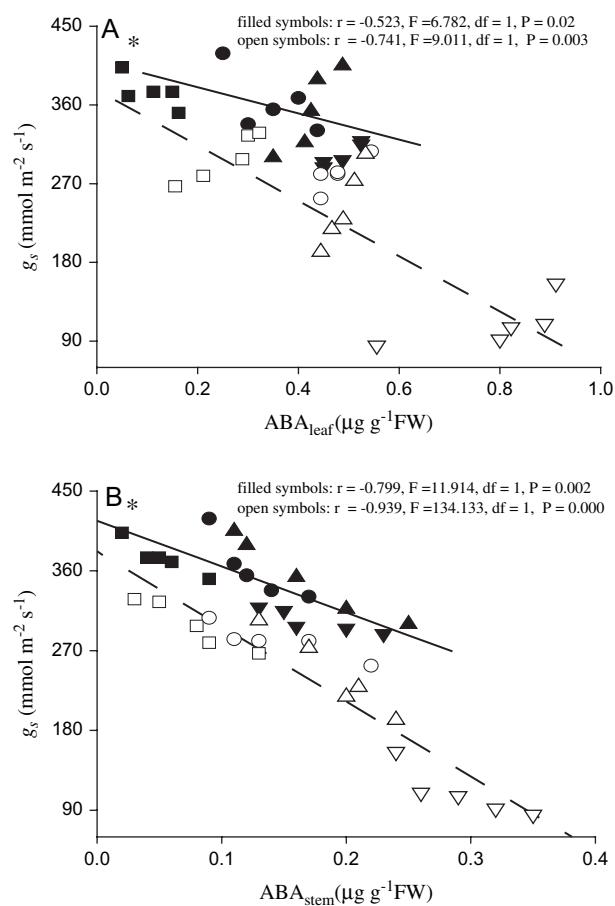 filled symbols: r = -0.523, F =6.782, df = 1, P = 0.02
open symbols: r = -0.741, F =9.011, df = 1, P = 0.003
A
*
450
360
270
180
90
gs (mmol m-2 s-1)
0.0 0.2 0.4 0.6 0.8 1.0
ABAleaf(µg g-1FW)
filled symbols: r = -0.799, F =11.914, df = 1, P = 0.002
open symbols: r = -0.939, F =134.133, df = 1, P = 0.000
B
*
450
360
270
180
90
gs (mmol m-2 s-1)
0.0 0.1 0.2 0.3 0.4
ABAstem(µg g-1FW)